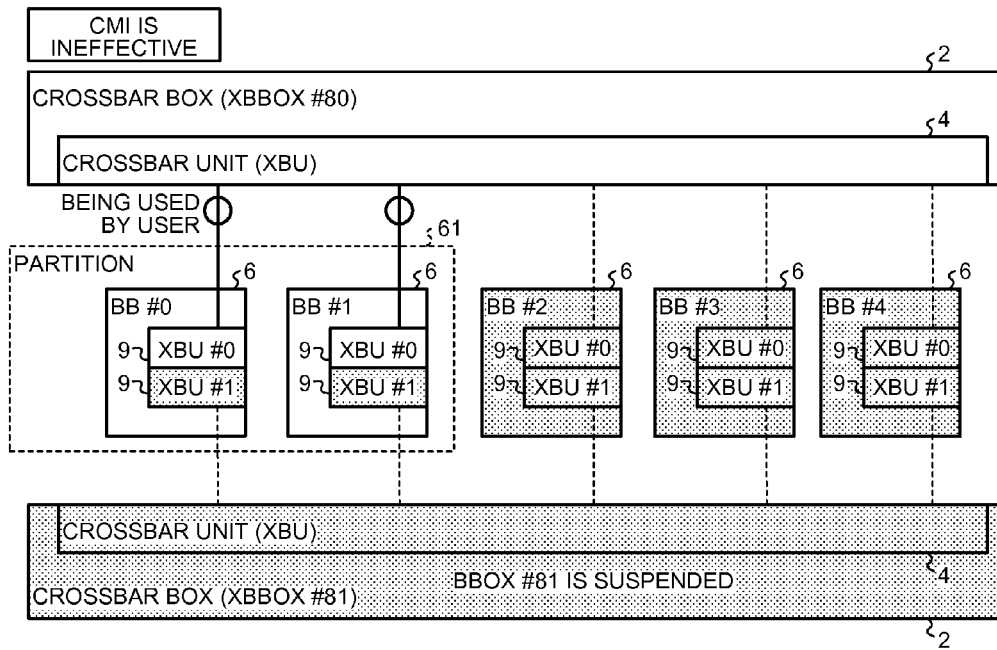 CMI IS
INEFFECTIVE
2
CROSSBAR BOX (XBBOX #80)
4
CROSSBAR UNIT (XBU)
BEING USED
BY USER
61
PARTITION
6 6 6 6 6
BB #0 BB #1 BB #2 BB #3 BB #4
9 XBU #0 9 XBU #0 9 XBU #0 9 XBU #0 9 XBU #0
9 XBU #1 9 XBU #1 9 XBU #1 9 XBU #1 9 XBU #1
CROSSBAR UNIT (XBU)
4
BBOX #81 IS SUSPENDED
CROSSBAR BOX (XBBOX #81)
2